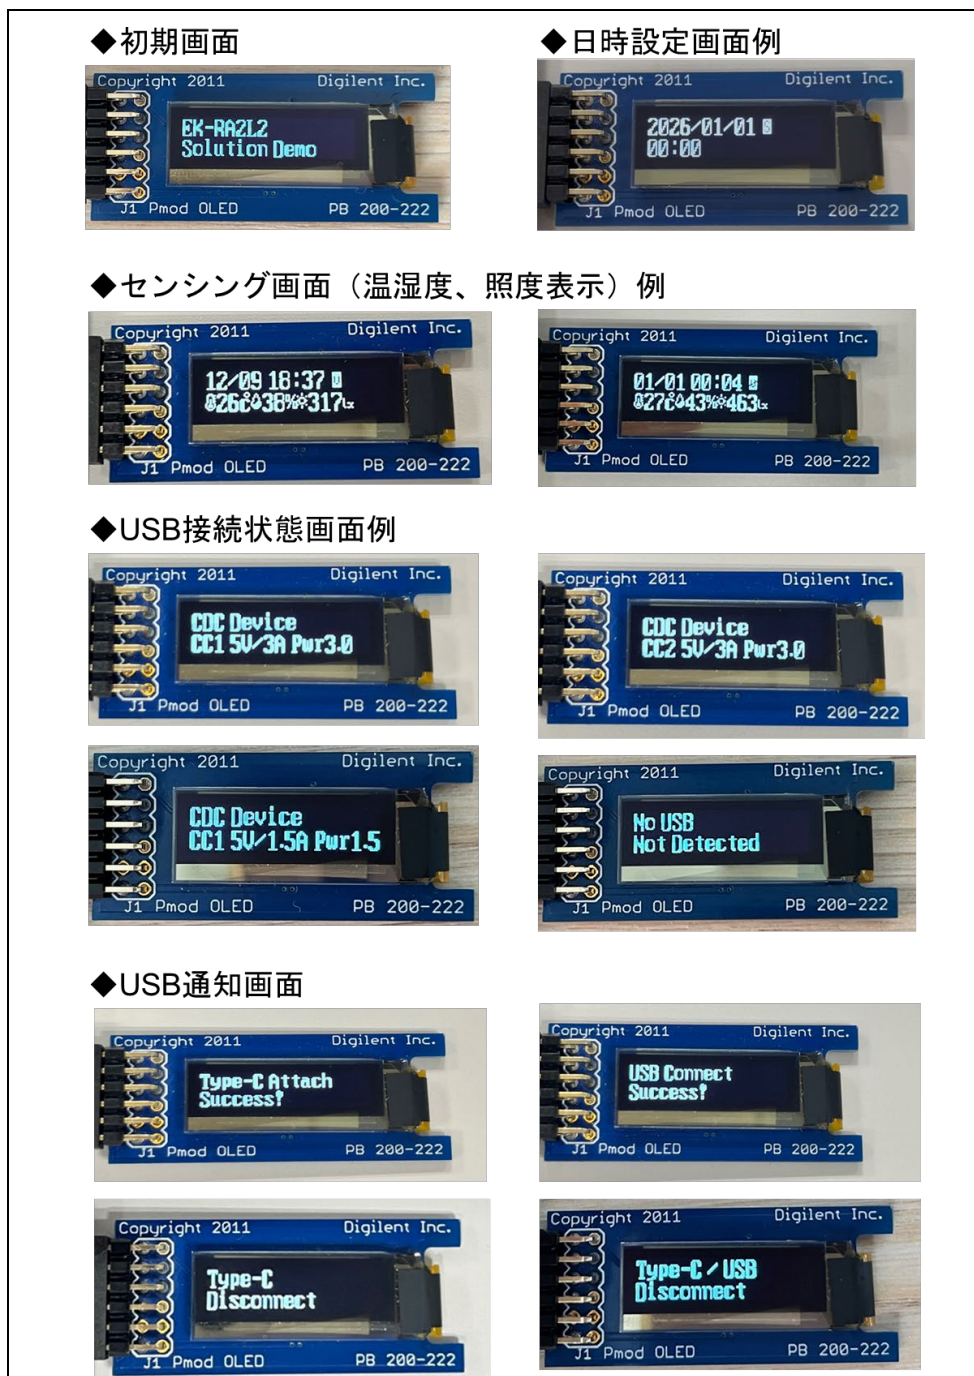 ◆初期画面
Copyright 2011 Digilent Inc.
EK-RA2L2
Solution Demo
J1 Pmod OLED PB 200-222
◆日時設定画面例
Copyright 2011 Digilent Inc.
2026/01/01
00:00
J1 Pmod OLED PB 200-222
◆センシング画面（温湿度、照度表示）例
Copyright 2011 Digilent Inc.
12/09 18:37
26℃38%317lx
J1 Pmod OLED PB 200-222
Copyright 2011 Digilent Inc.
01/01 00:04
27℃43%463lx
J1 Pmod OLED PB 200-222
◆USB接続状態画面例
Copyright 2011 Digilent Inc.
CDC Device
CC1 5V/3A Pwr3.0
J1 Pmod OLED PB 200-222
Copyright 2011 Digilent Inc.
CDC Device
CC2 5V/3A Pwr3.0
J1 Pmod OLED PB 200-222
Copyright 2011 Digilent Inc.
CDC Device
CC1 5V/1.5A Pwr1.5
J1 Pmod OLED PB 200-222
Copyright 2011 Digilent Inc.
No USB
Not Detected
J1 Pmod OLED PB 200-222
◆USB通知画面
Copyright 2011 Digilent Inc.
Type-C Attach
Success!
J1 Pmod OLED PB 200-222
Copyright 2011 Digilent Inc.
USB Connect
Success!
J1 Pmod OLED PB 200-222
Copyright 2011 Digilent Inc.
Type-C
Disconnect
J1 Pmod OLED PB 200-222
Copyright 2011 Digilent Inc.
Type-C / USB
Disconnect
J1 Pmod OLED PB 200-222